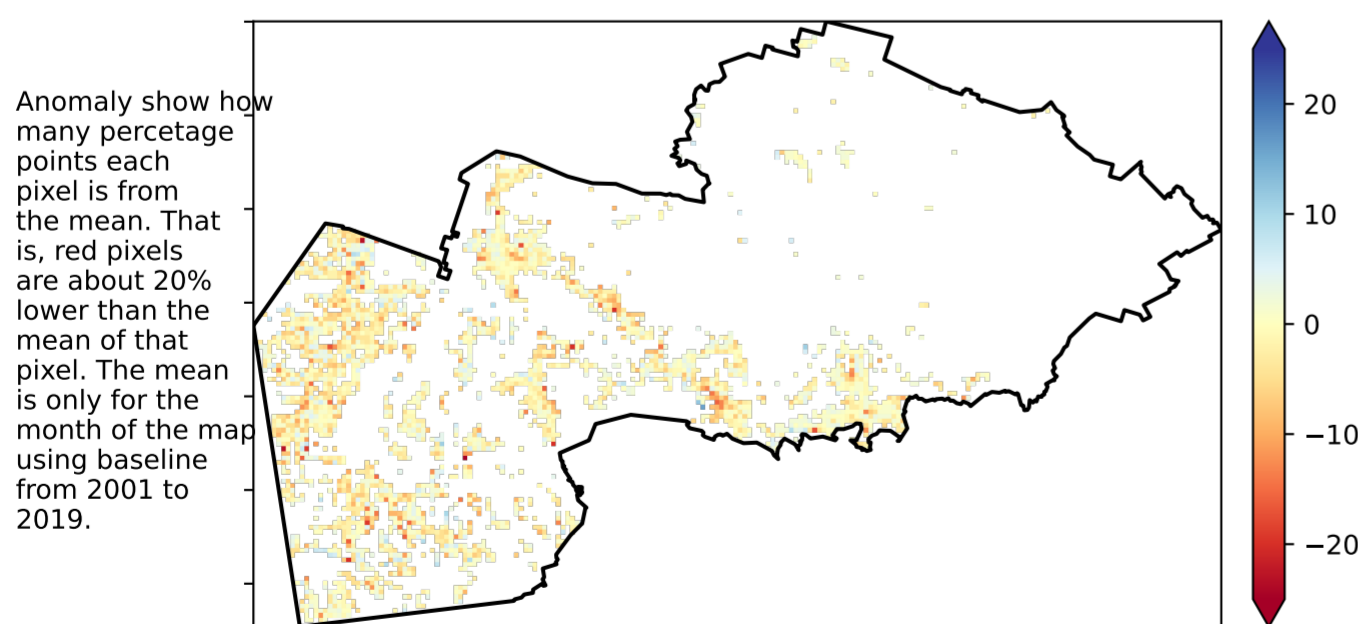 Anomaly show how
many percetage
points each
pixel is from
the mean. That
is, red pixels
are about 20%
lower than the
mean of that
pixel. The mean
is only for the
month of the map
using baseline
from 2001 to
2019.
20
10
0
−10
−20